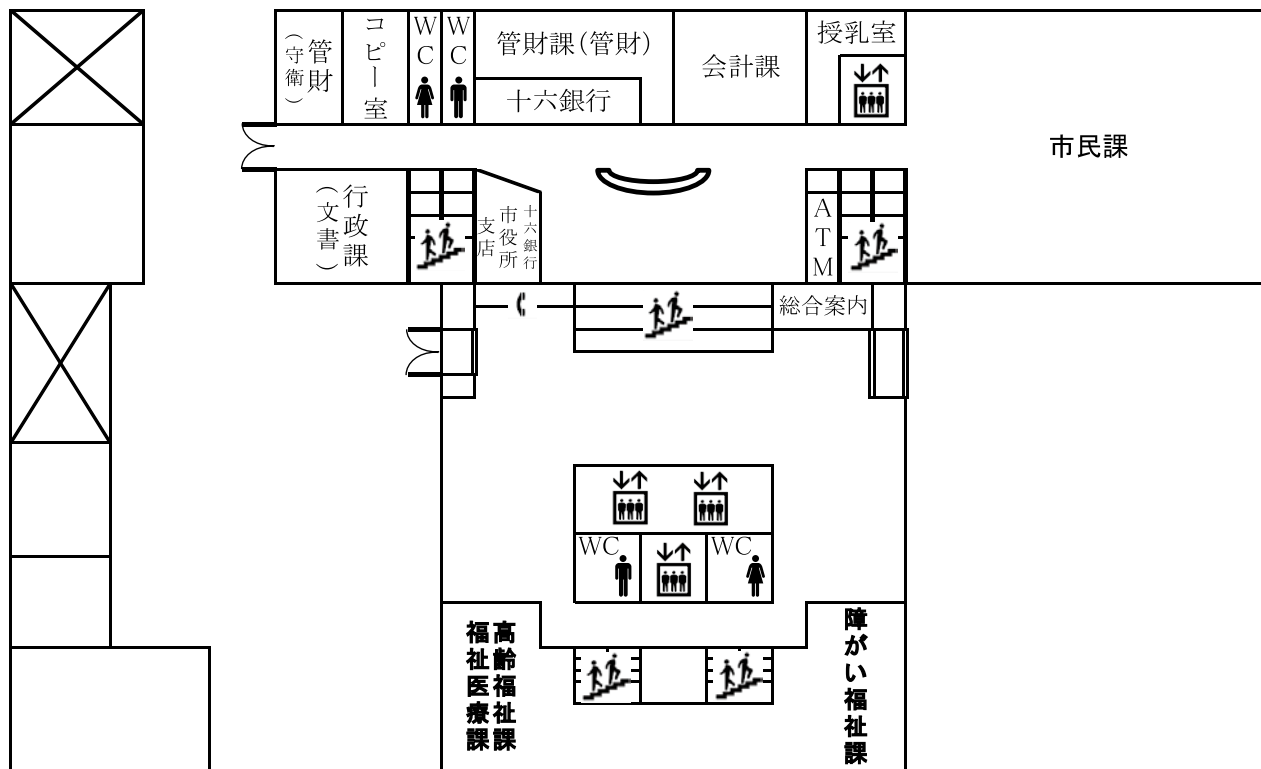 管財
(守衛)
コピー室
WC
WC
管財課(管財)
十六銀行
会計課
授乳室
市民課
行政課
(文書)
十六銀行
市役所
支店
ATM
総合案内
WC
WC
高齢福祉課
福祉医療課
障がい福祉課